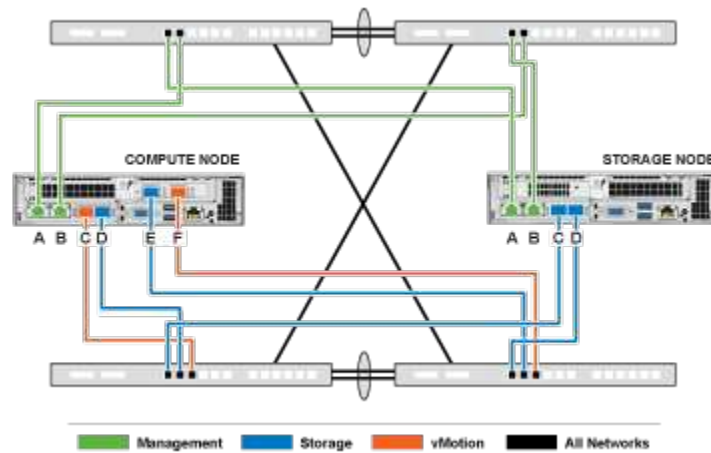 COMPUTE NODE
STORAGE NODE
A B C D E F
A B C D
Management Storage vMotion All Networks